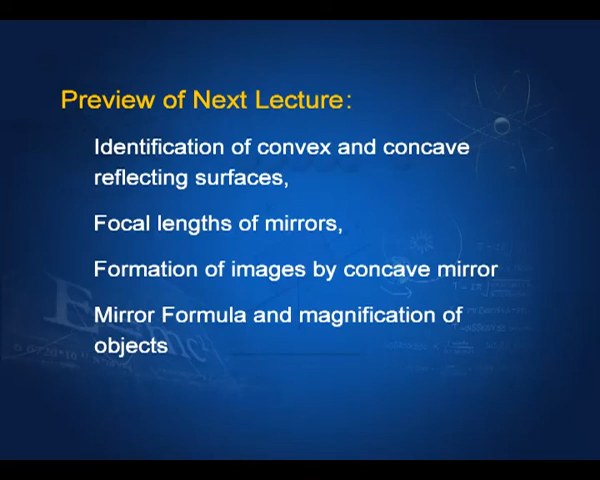 Preview of Next Lecture:
Identification of convex and concave
reflecting surfaces,
Focal lengths of mirrors,
Formation of images by concave mirror
Mirror Formula and magnification of
objects
E=mc²